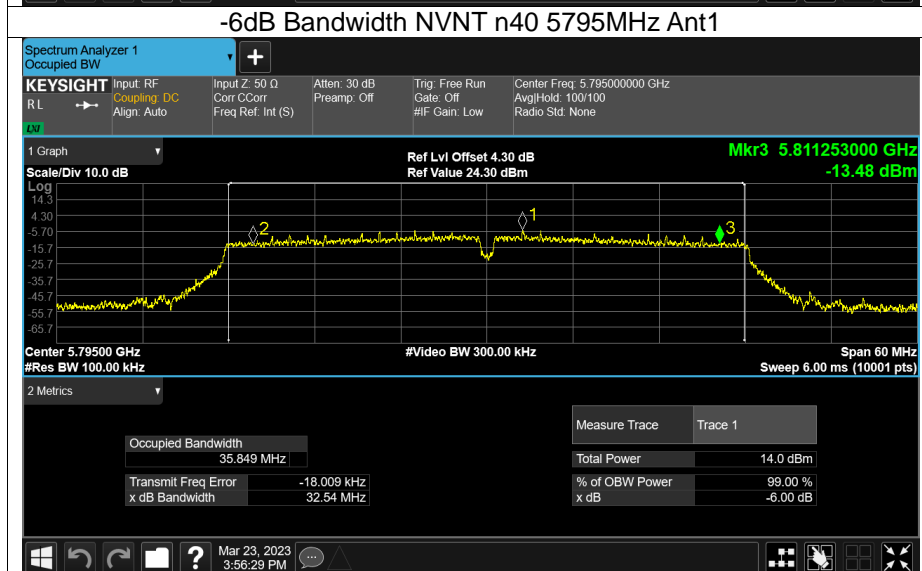 -6dB Bandwidth NVNT n40 5795MHz Ant1
Spectrum Analyzer 1
Occupied BW
+
KEYSIGHT Input: RF Input Z: 50 Ω Atten: 30 dB Trig: Free Run Center Freq: 5.795000000 GHz
R L Coupling: DC Corr CCorr Preamp: Off Gate: Off Avg|Hold: 100/100
Align: Auto Freq Ref: Int (S) #IF Gain: Low Radio Std: None
LXI
1 Graph Ref Lvl Offset 4.30 dB Mkr3 5.811253000 GHz
Scale/Div 10.0 dB Ref Value 24.30 dBm -13.48 dBm
Log
14.3
4.30
-5.70
-15.7
-25.7
-35.7
-45.7
-55.7
-65.7
2 1 3
Center 5.79500 GHz #Video BW 300.00 kHz Span 60 MHz
#Res BW 100.00 kHz Sweep 6.00 ms (10001 pts)
2 Metrics
Measure Trace Trace 1
Occupied Bandwidth
35.849 MHz Total Power 14.0 dBm
Transmit Freq Error -18.009 kHz % of OBW Power 99.00 %
x dB Bandwidth 32.54 MHz x dB -6.00 dB
? Mar 23, 2023
3:56:29 PM